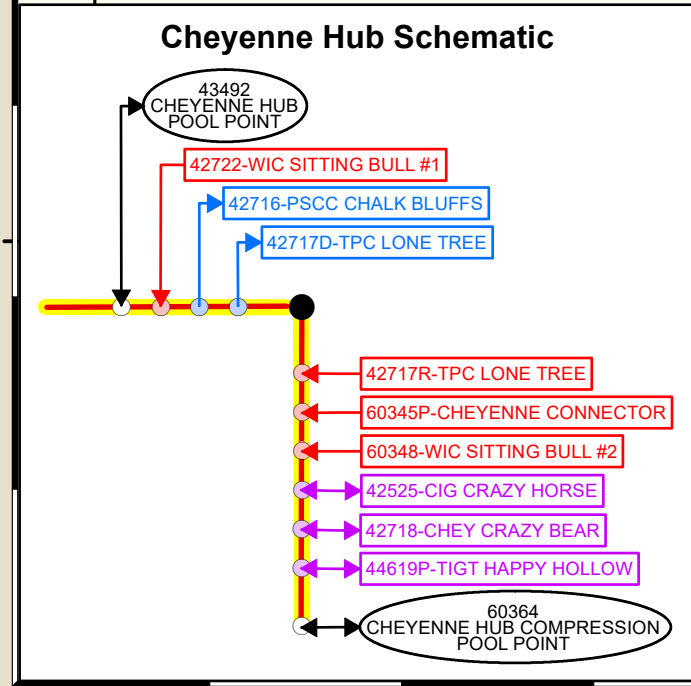 Cheyenne Hub Schematic
43492
CHEYENNE HUB
POOL POINT
42722-WIC SITTING BULL #1
42716-PSCC CHALK BLUFFS
42717D-TPC LONE TREE
42717R-TPC LONE TREE
60345P-CHEYENNE CONNECTOR
60348-WIC SITTING BULL #2
42525-CIG CRAZY HORSE
42718-CHEY CRAZY BEAR
44619P-TIGT HAPPY HOLLOW
60364
CHEYENNE HUB COMPRESSION
POOL POINT